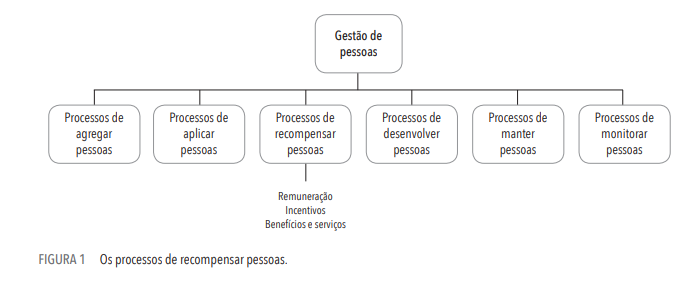 Gestão de
pessoas
Processos de
agregar
pessoas
Processos de
aplicar
pessoas
Processos de
recompensar
pessoas
Processos de
desenvolver
pessoas
Processos de
manter
pessoas
Processos de
monitorar
pessoas
Remuneração
Incentivos
Benefícios e serviços
FIGURA 1 Os processos de recompensar pessoas.